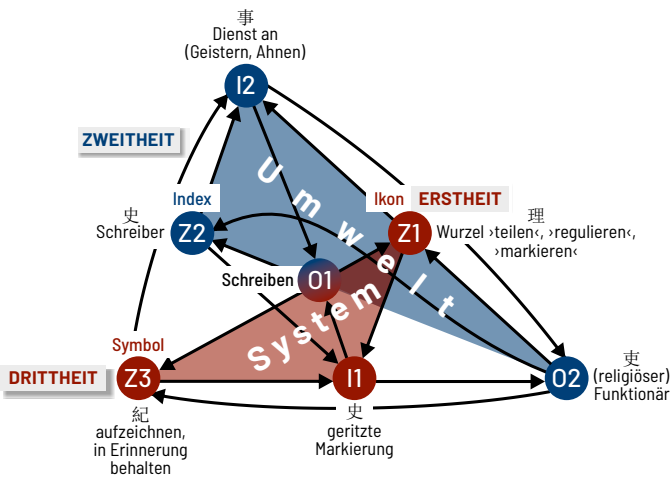 事
Dienst an
(Geistern, Ahnen)
I2
ZWEITHEIT
Umwelt
Index
Ikon
ERSTHEIT
史
Schreiber
Z2
Z1
理
Wurzel ›teilen‹, ›regulieren‹,
›markieren‹
Schreiben
O1
System
Symbol
DRITTHEIT
Z3
I1
O2
吏
(religiöser)
Funktionär
紀
aufzeichnen,
in Erinnerung
behalten
史
geritzte
Markierung